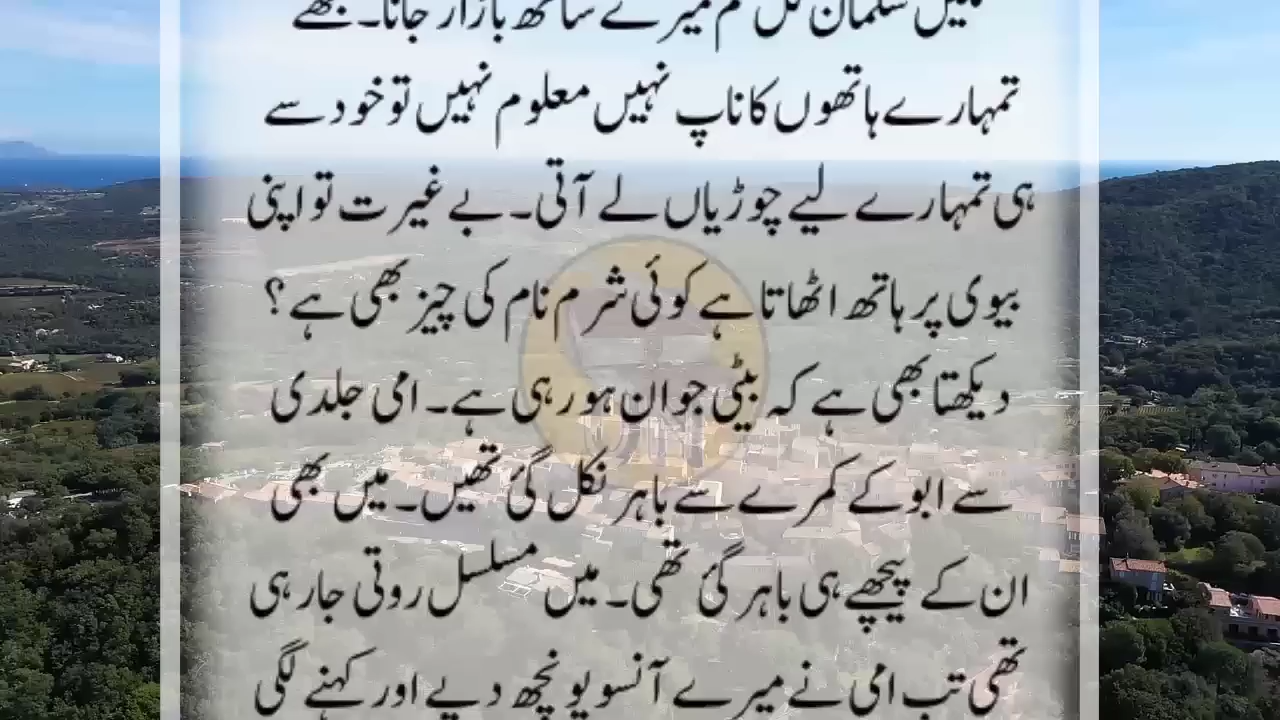 سلمان کل تم میرے ساتھ بازار جانا۔ مجھے
تمہارے ہاتھوں کا ناپ نہیں معلوم نہیں تو خود سے
ہی تمہارے لیے چوڑیاں لے آتی۔ بے غیرت تو اپنی
بیوی پر ہاتھ اٹھاتا ہے کوئی شرم نام کی چیز بھی ہے؟
دیکھتا بھی ہے کہ بیٹی جوان ہو رہی ہے۔ امی جلدی
سے ابو کے کمرے سے باہر نکل گئ تھیں۔ میں بھی
ان کے پیچھے ہی باہر گئ تھی۔ میں مسلسل روتی جا رہی
تھی تب امی نے میرے آنسو پونچھ دیے اور کہنے لگی